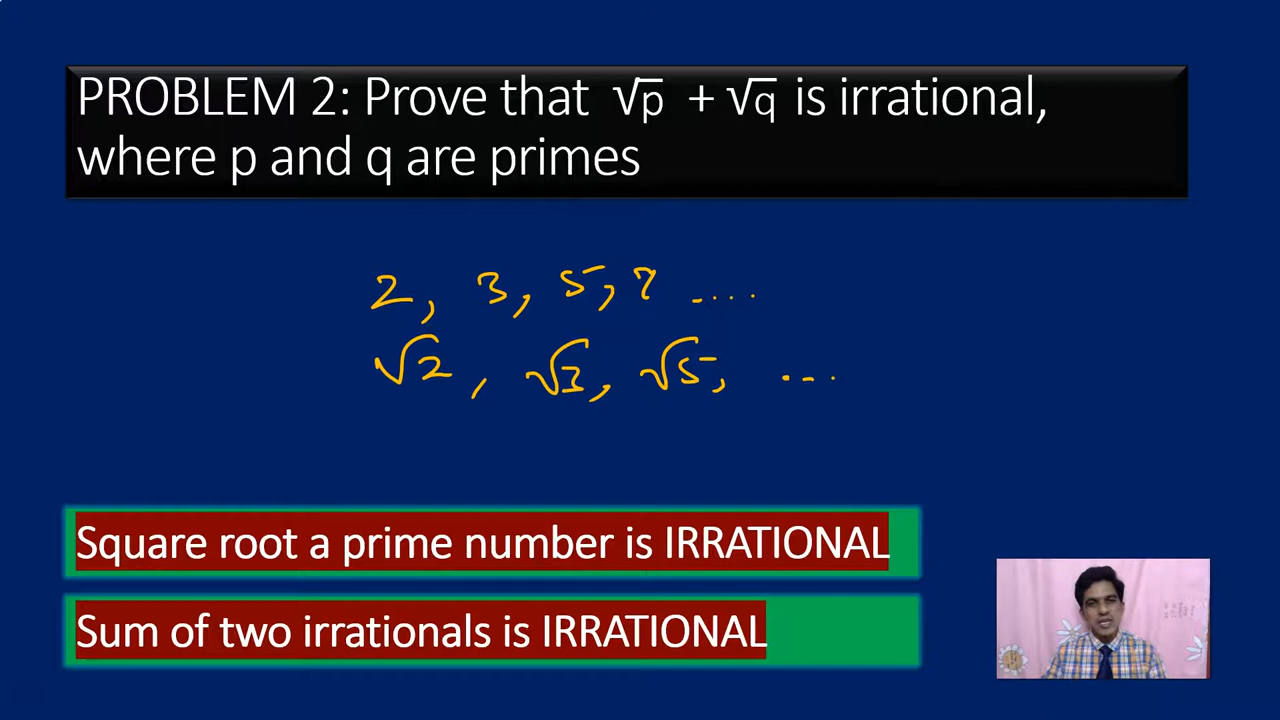 PROBLEM 2: Prove that √p + √q is irrational,
where p and q are primes
2, 3, 5, 7 ....
√2, √3, √5, ...
Square root a prime number is IRRATIONAL
Sum of two irrationals is IRRATIONAL